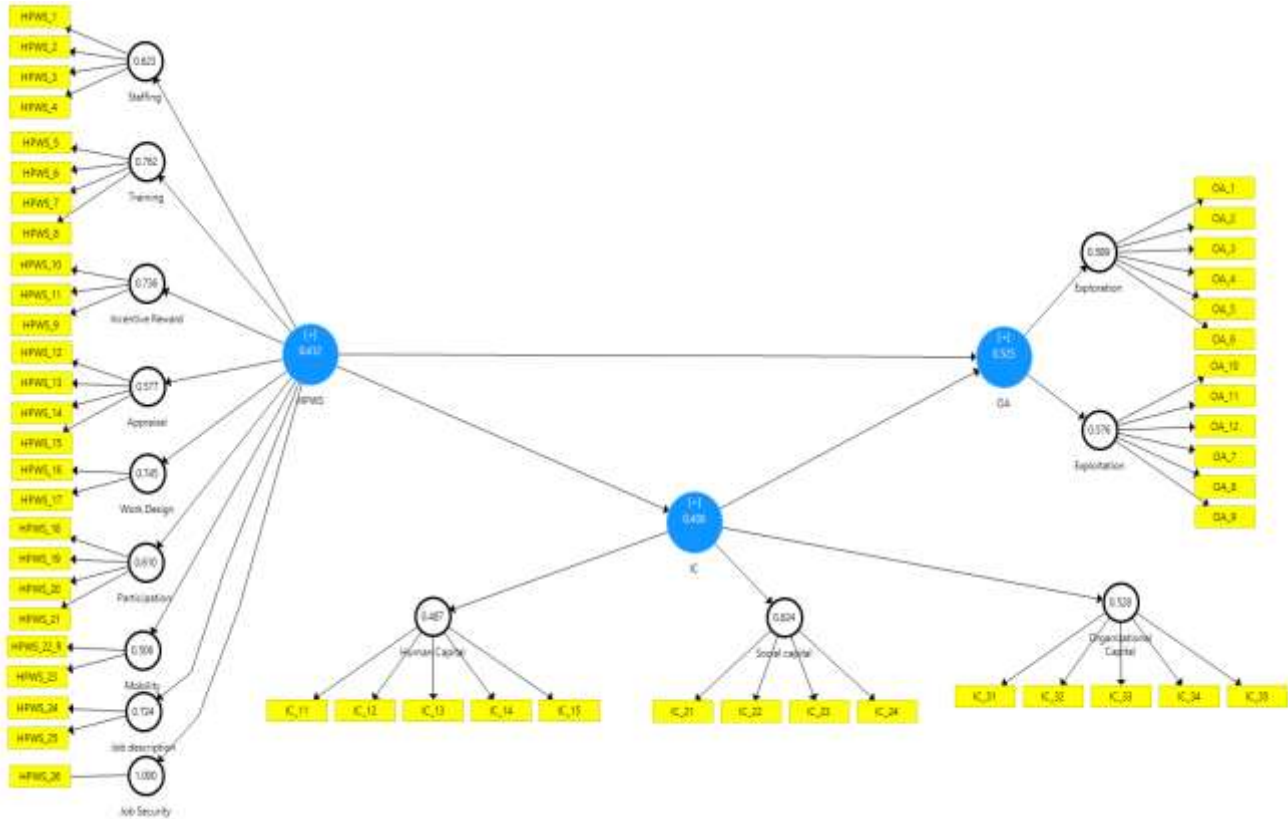 HPWS_1
HPWS_2
HPWS_3
HPWS_4
0.623
Staffing
HPWS_5
HPWS_6
HPWS_7
HPWS_8
0.762
Training
HPWS_10
HPWS_11
HPWS_9
0.736
Incentive Reward
HPWS_12
HPWS_13
HPWS_14
HPWS_15
0.577
Appraisal
HPWS_16
HPWS_17
0.745
Work Design
HPWS_18
HPWS_19
HPWS_20
HPWS_21
0.610
Participation
HPWS_22_R
HPWS_23
Mobility
HPWS_24
HPWS_25
0.724
Job description
HPWS_26
1.000
Job Security
[+]
HPWS
[+]
IC
0.487
Human Capital
IC_11
IC_12
IC_13
IC_14
IC_15
Social capital
IC_21
IC_22
IC_23
IC_24
0.528
Organizational
Capital
IC_31
IC_32
IC_33
IC_34
IC_35
[+]
0.525
OA
Exploration
OA_1
OA_2
OA_3
OA_4
OA_5
OA_6
0.576
Exploitation
OA_10
OA_11
OA_12
OA_7
OA_8
OA_9